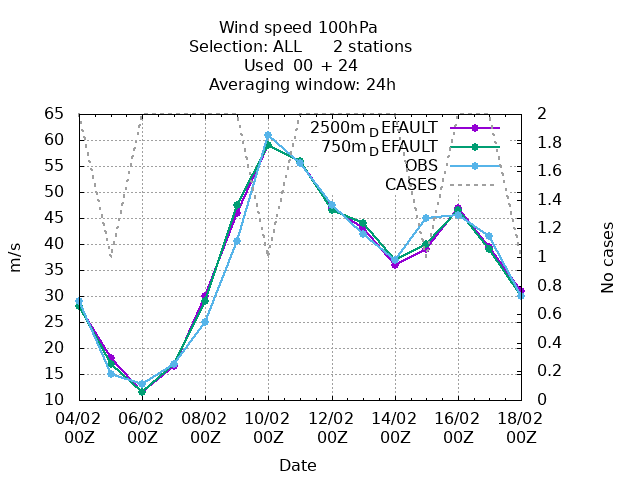 Wind speed 100hPa
Selection: ALL      2 stations
Used  00  + 24
Averaging window: 24h
65
60
55
50
45
40
35
30
25
20
15
10
m/s
2
1.8
1.6
1.4
1.2
1
0.8
0.6
0.4
0.2
0
No cases
2500m_DEFAULT
750m_DEFAULT
OBS
CASES
04/02 06/02 08/02 10/02 12/02 14/02 16/02 18/02
00Z 00Z 00Z 00Z 00Z 00Z 00Z 00Z
Date